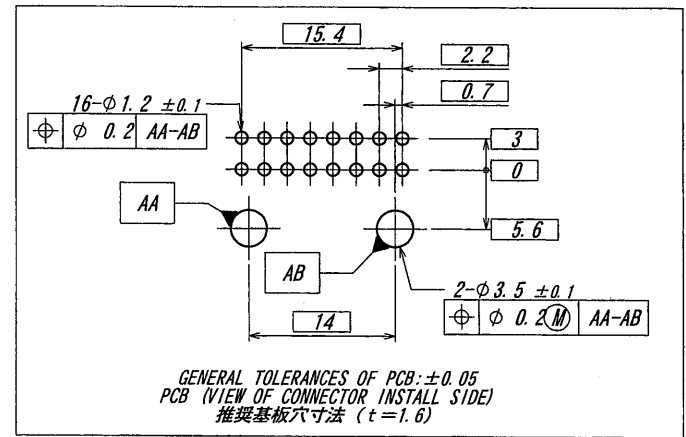 15.4
2.2
0.7
16-ϕ1.2 ±0.1
⌖ ϕ 0.2 AA-AB
3
0
AA
5.6
AB
2-ϕ3.5 ±0.1
⌖ ϕ 0.2Ⓜ AA-AB
14
GENERAL TOLERANCES OF PCB:±0.05
PCB (VIEW OF CONNECTOR INSTALL SIDE)
推奨基板穴寸法 (t=1.6)